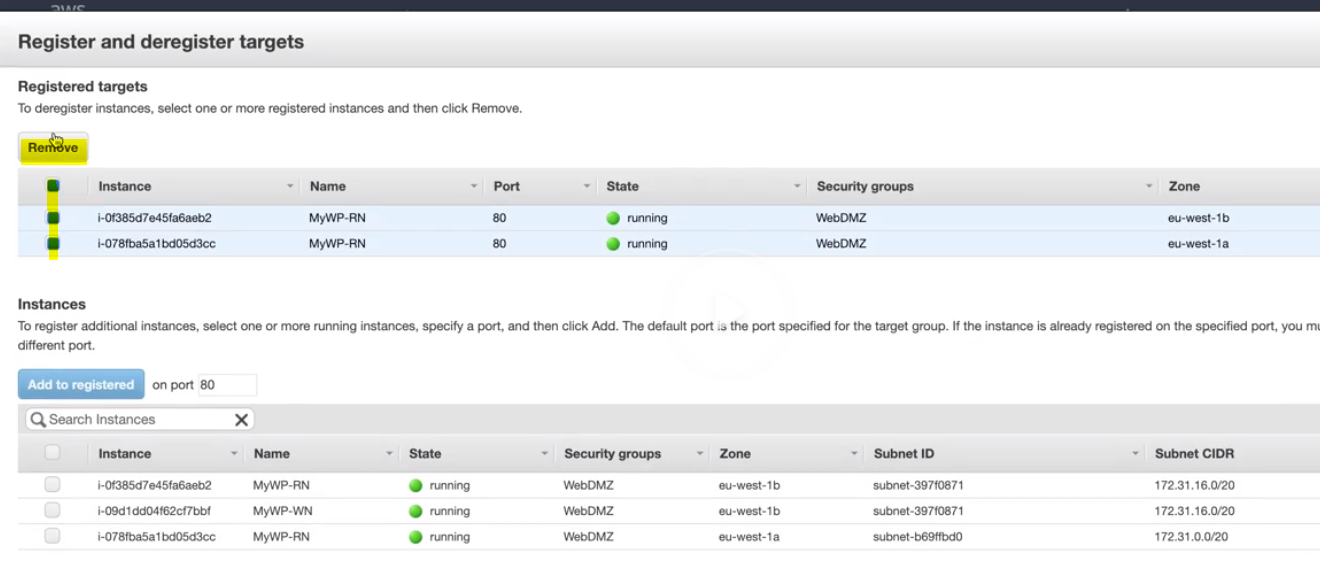 aws
Register and deregister targets
Registered targets
To deregister instances, select one or more registered instances and then click Remove.
Remove
Instance Name Port State Security groups Zone
i-0f385d7e45fa6aeb2 MyWP-RN 80 running WebDMZ eu-west-1b
i-078fba5a1bd05d3cc MyWP-RN 80 running WebDMZ eu-west-1a
Instances
To register additional instances, select one or more running instances, specify a port, and then click Add. The default port is the port specified for the target group. If the instance is already registered on the specified port, you mu
different port.
Add to registered on port 80
Search Instances
Instance Name State Security groups Zone Subnet ID Subnet CIDR
i-0f385d7e45fa6aeb2 MyWP-RN running WebDMZ eu-west-1b subnet-397f0871 172.31.16.0/20
i-09d1dd04f62cf7bbf MyWP-WN running WebDMZ eu-west-1b subnet-397f0871 172.31.16.0/20
i-078fba5a1bd05d3cc MyWP-RN running WebDMZ eu-west-1a subnet-b69ffbd0 172.31.0.0/20